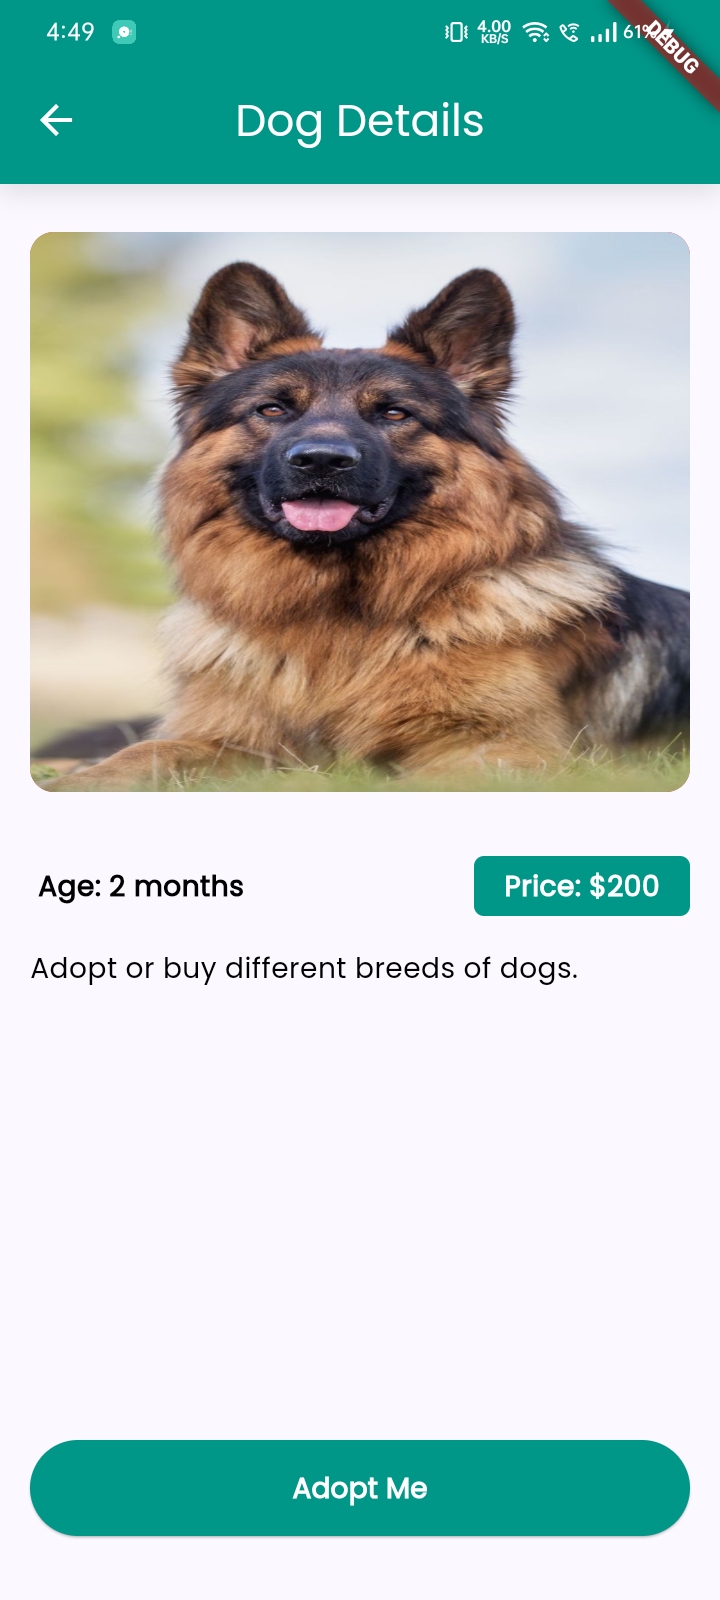 4:49
4.00
KB/S
61%
DEBUG
Dog Details
Age: 2 months
Price: $200
Adopt or buy different breeds of dogs.
Adopt Me